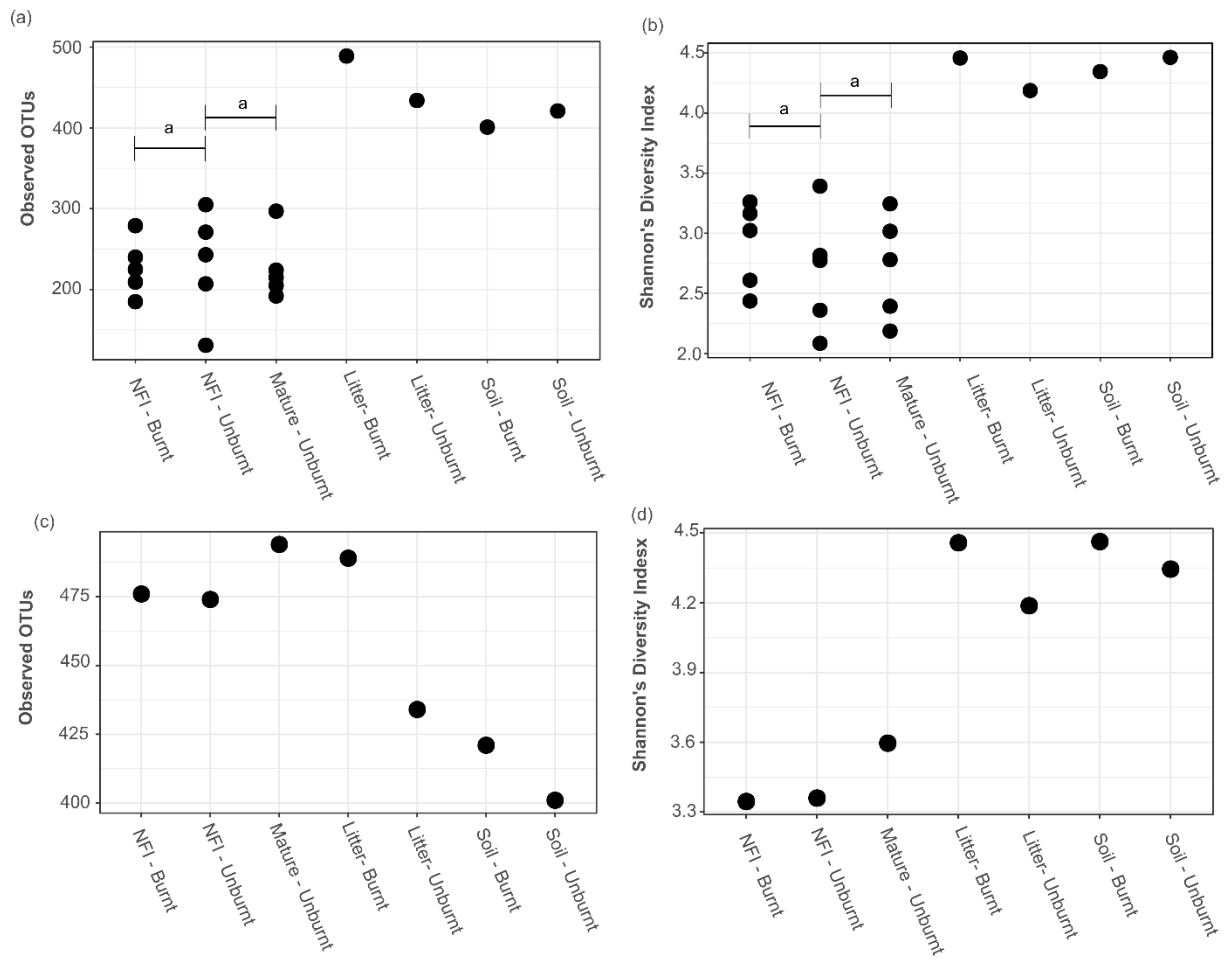 (a)
Observed OTUs
500
400
300
200
a
a
NFI - Burnt
NFI - Unburnt
Mature - Unburnt
Litter- Burnt
Litter- Unburnt
Soil - Burnt
Soil - Unburnt
(b)
Shannon's Diversity Index
4.5
4.0
3.5
3.0
2.5
2.0
a
a
NFI - Burnt
NFI - Unburnt
Mature - Unburnt
Litter- Burnt
Litter- Unburnt
Soil - Burnt
Soil - Unburnt
(c)
Observed OTUs
475
450
425
400
NFI - Burnt
NFI - Unburnt
Mature - Unburnt
Litter- Burnt
Litter- Unburnt
Soil - Burnt
Soil - Unburnt
(d)
Shannon's Diversity Indesx
4.5
4.2
3.9
3.6
3.3
NFI - Burnt
NFI - Unburnt
Mature - Unburnt
Litter- Burnt
Litter- Unburnt
Soil - Burnt
Soil - Unburnt